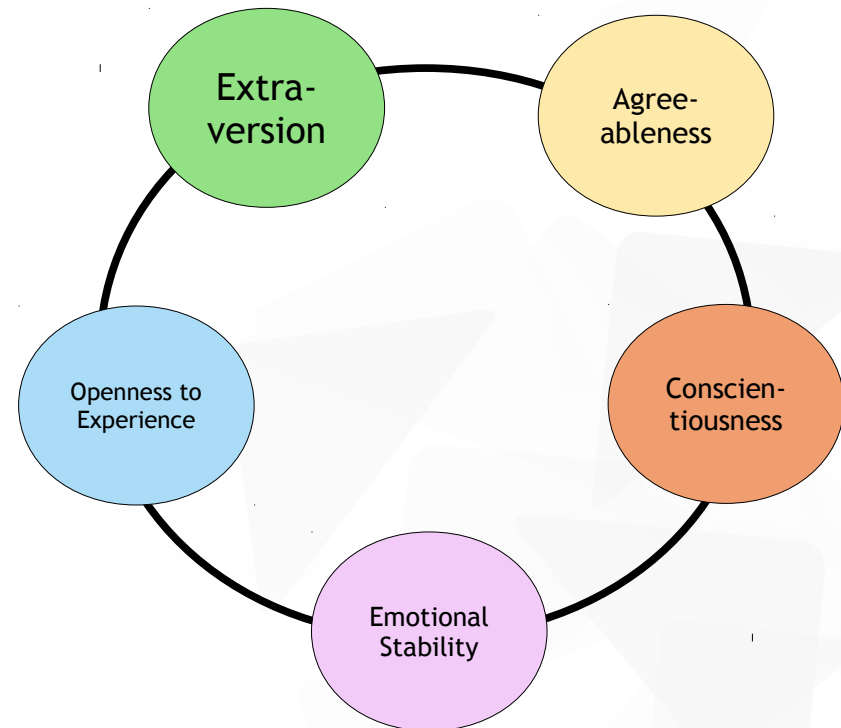 Extra-
version
Agree-
ableness
Openness to
Experience
Conscien-
tiousness
Emotional
Stability